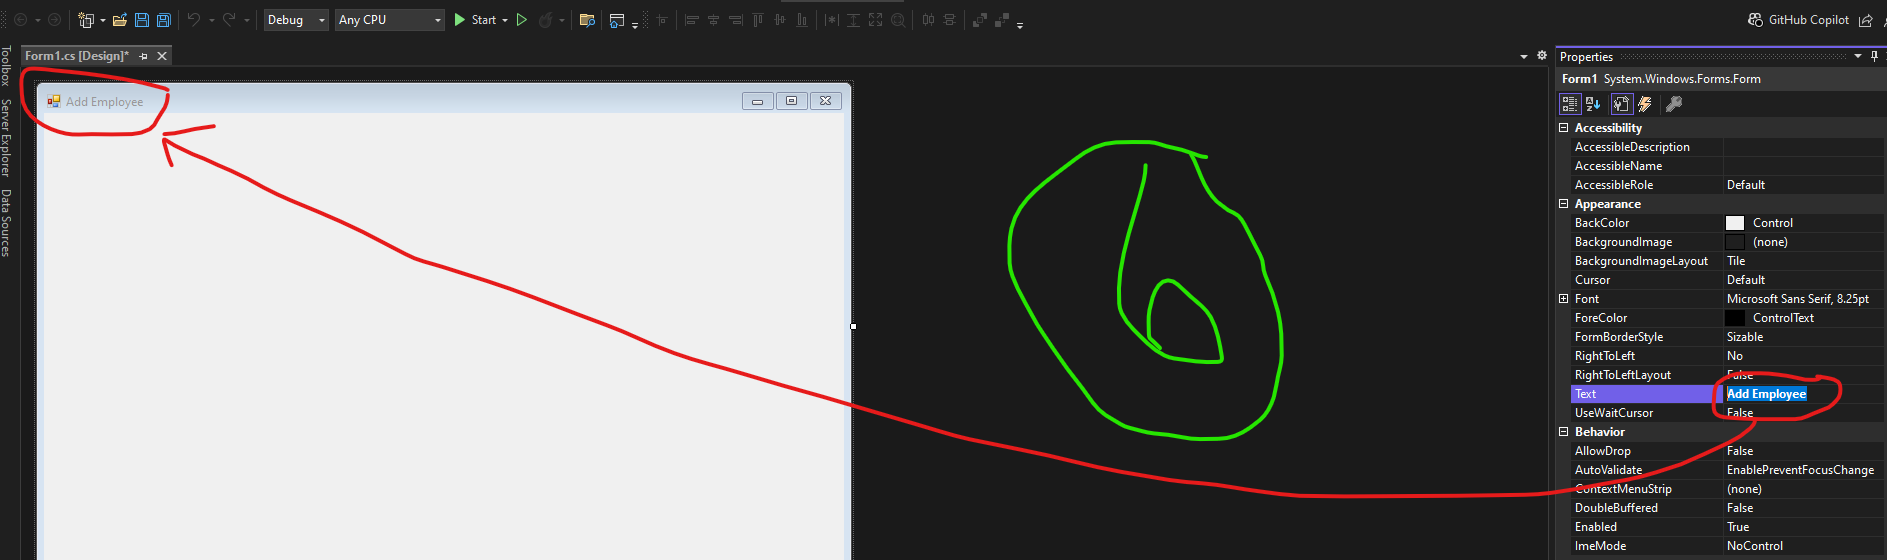 Debug
Any CPU
Start
GitHub Copilot
Toolbox
Server Explorer
Data Sources
Form1.cs [Design]*
Add Employee
6
Properties
Form1 System.Windows.Forms.Form
Accessibility
AccessibleDescription
AccessibleName
AccessibleRole Default
Appearance
BackColor Control
BackgroundImage (none)
BackgroundImageLayout Tile
Cursor Default
Font Microsoft Sans Serif, 8.25pt
ForeColor ControlText
FormBorderStyle Sizable
RightToLeft No
RightToLeftLayout False
Text Add Employee
UseWaitCursor False
Behavior
AllowDrop False
AutoValidate EnablePreventFocusChange
ContextMenuStrip (none)
DoubleBuffered False
Enabled True
ImeMode NoControl